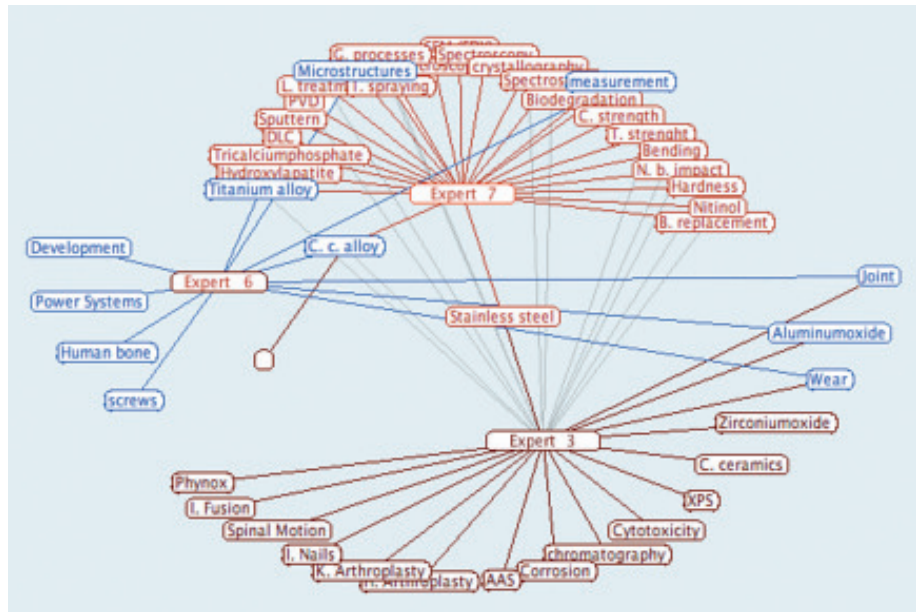 G. processes
Spectroscopy
Microstructures
crystallography
measurement
T. spraying
PVD
Biodegradation
Sputtern
C. strength
DLC
T. strenght
Tricalciumphosphate
Bending
Hydroxylapatite
N. b. impact
Titanium alloy
Expert 7
Hardness
Nitinol
B. replacement
Development
C. c. alloy
Expert 6
Joint
Power Systems
Stainless steel
Aluminumoxide
Human bone
Wear
screws
Zirconiumoxide
Expert 3
C. ceramics
Phynox
XPS
I. Fusion
Spinal Motion
Cytotoxicity
I. Nails
chromatography
K. Arthroplasty
Corrosion
Arthroplasty
AAS